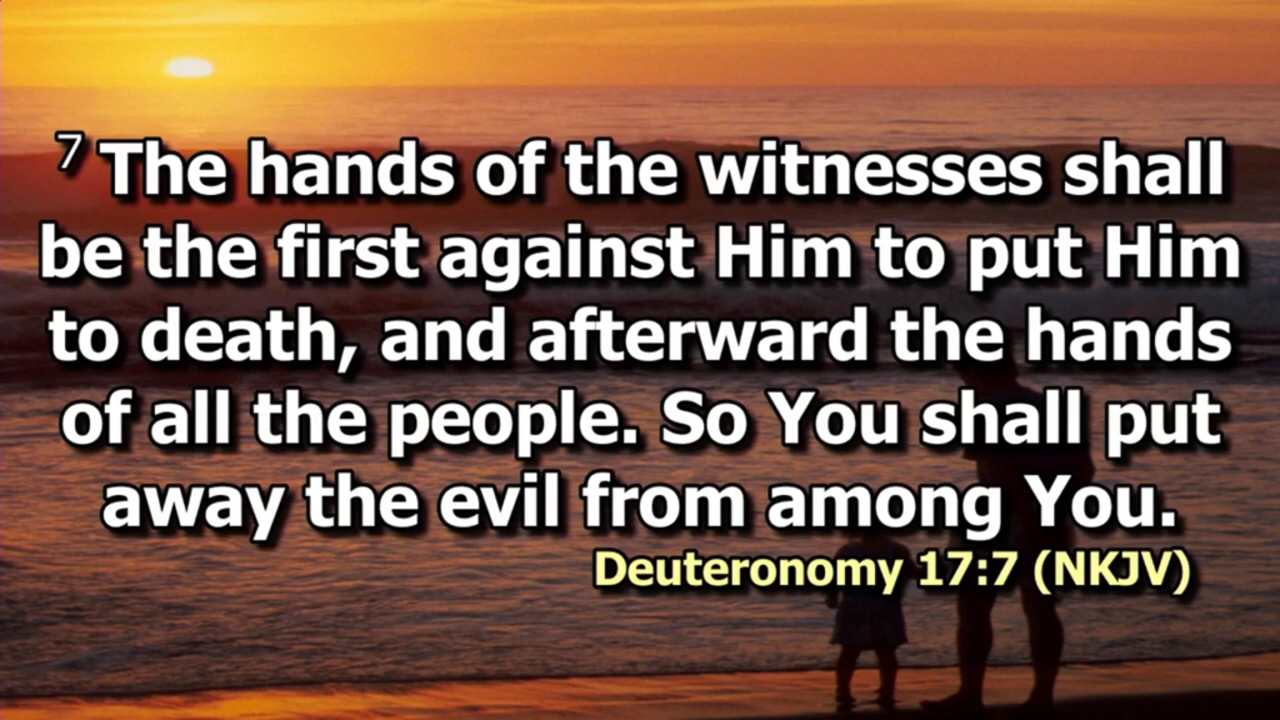 7 The hands of the witnesses shall
be the first against Him to put Him
to death, and afterward the hands
of all the people. So You shall put
away the evil from among You.
Deuteronomy 17:7 (NKJV)